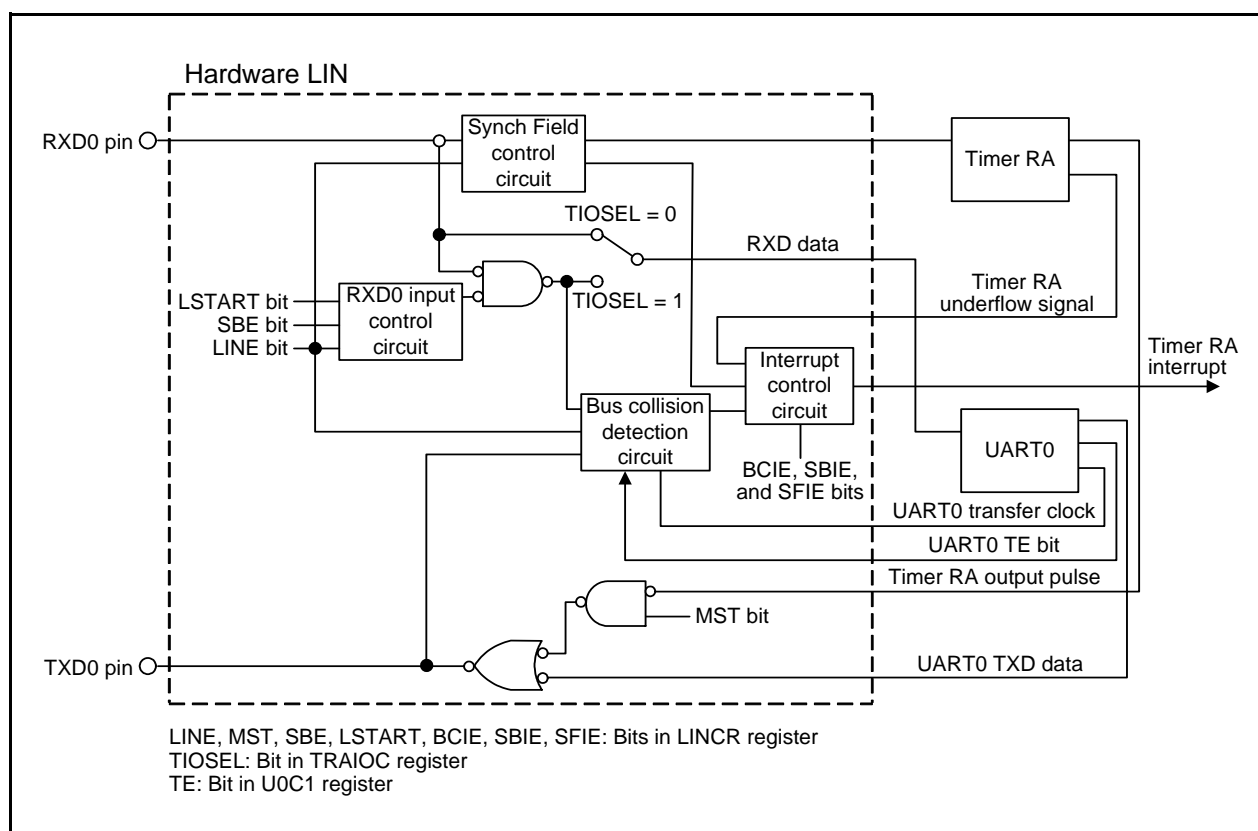 Hardware LIN
RXD0 pin
Synch Field
control
circuit
Timer RA
TIOSEL = 0
RXD data
TIOSEL = 1
LSTART bit
SBE bit
LINE bit
RXD0 input
control
circuit
Timer RA
underflow signal
Interrupt
control
circuit
Timer RA
interrupt
Bus collision
detection
circuit
BCIE, SBIE,
and SFIE bits
UART0
UART0 transfer clock
UART0 TE bit
Timer RA output pulse
MST bit
TXD0 pin
UART0 TXD data
LINE, MST, SBE, LSTART, BCIE, SBIE, SFIE: Bits in LINCR register
TIOSEL: Bit in TRAIOC register
TE: Bit in U0C1 register